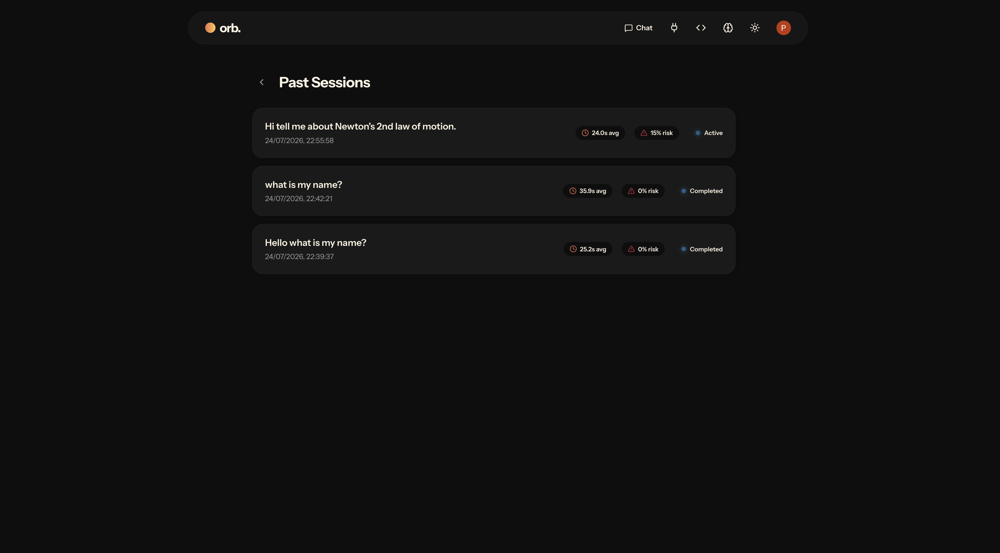 orb.
Chat
P
Past Sessions
Hi tell me about Newton's 2nd law of motion.
24/07/2026, 22:55:58
24.0s avg
15% risk
Active
what is my name?
24/07/2026, 22:42:21
35.9s avg
0% risk
Completed
Hello what is my name?
24/07/2026, 22:39:37
25.2s avg
0% risk
Completed